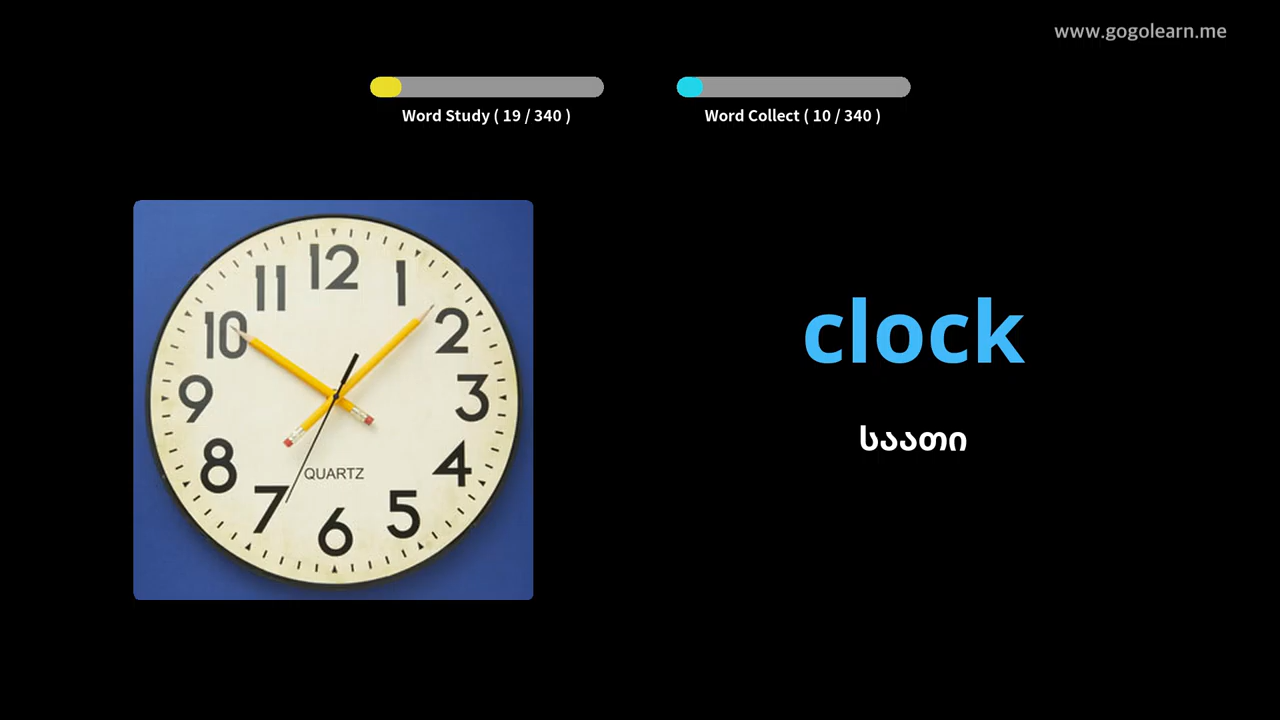 www.gogolearn.me
Word Study ( 19 / 340 )
Word Collect ( 10 / 340 )
12
11
1
10
2
9
3
8
4
7
5
6
QUARTZ
clock
საათი